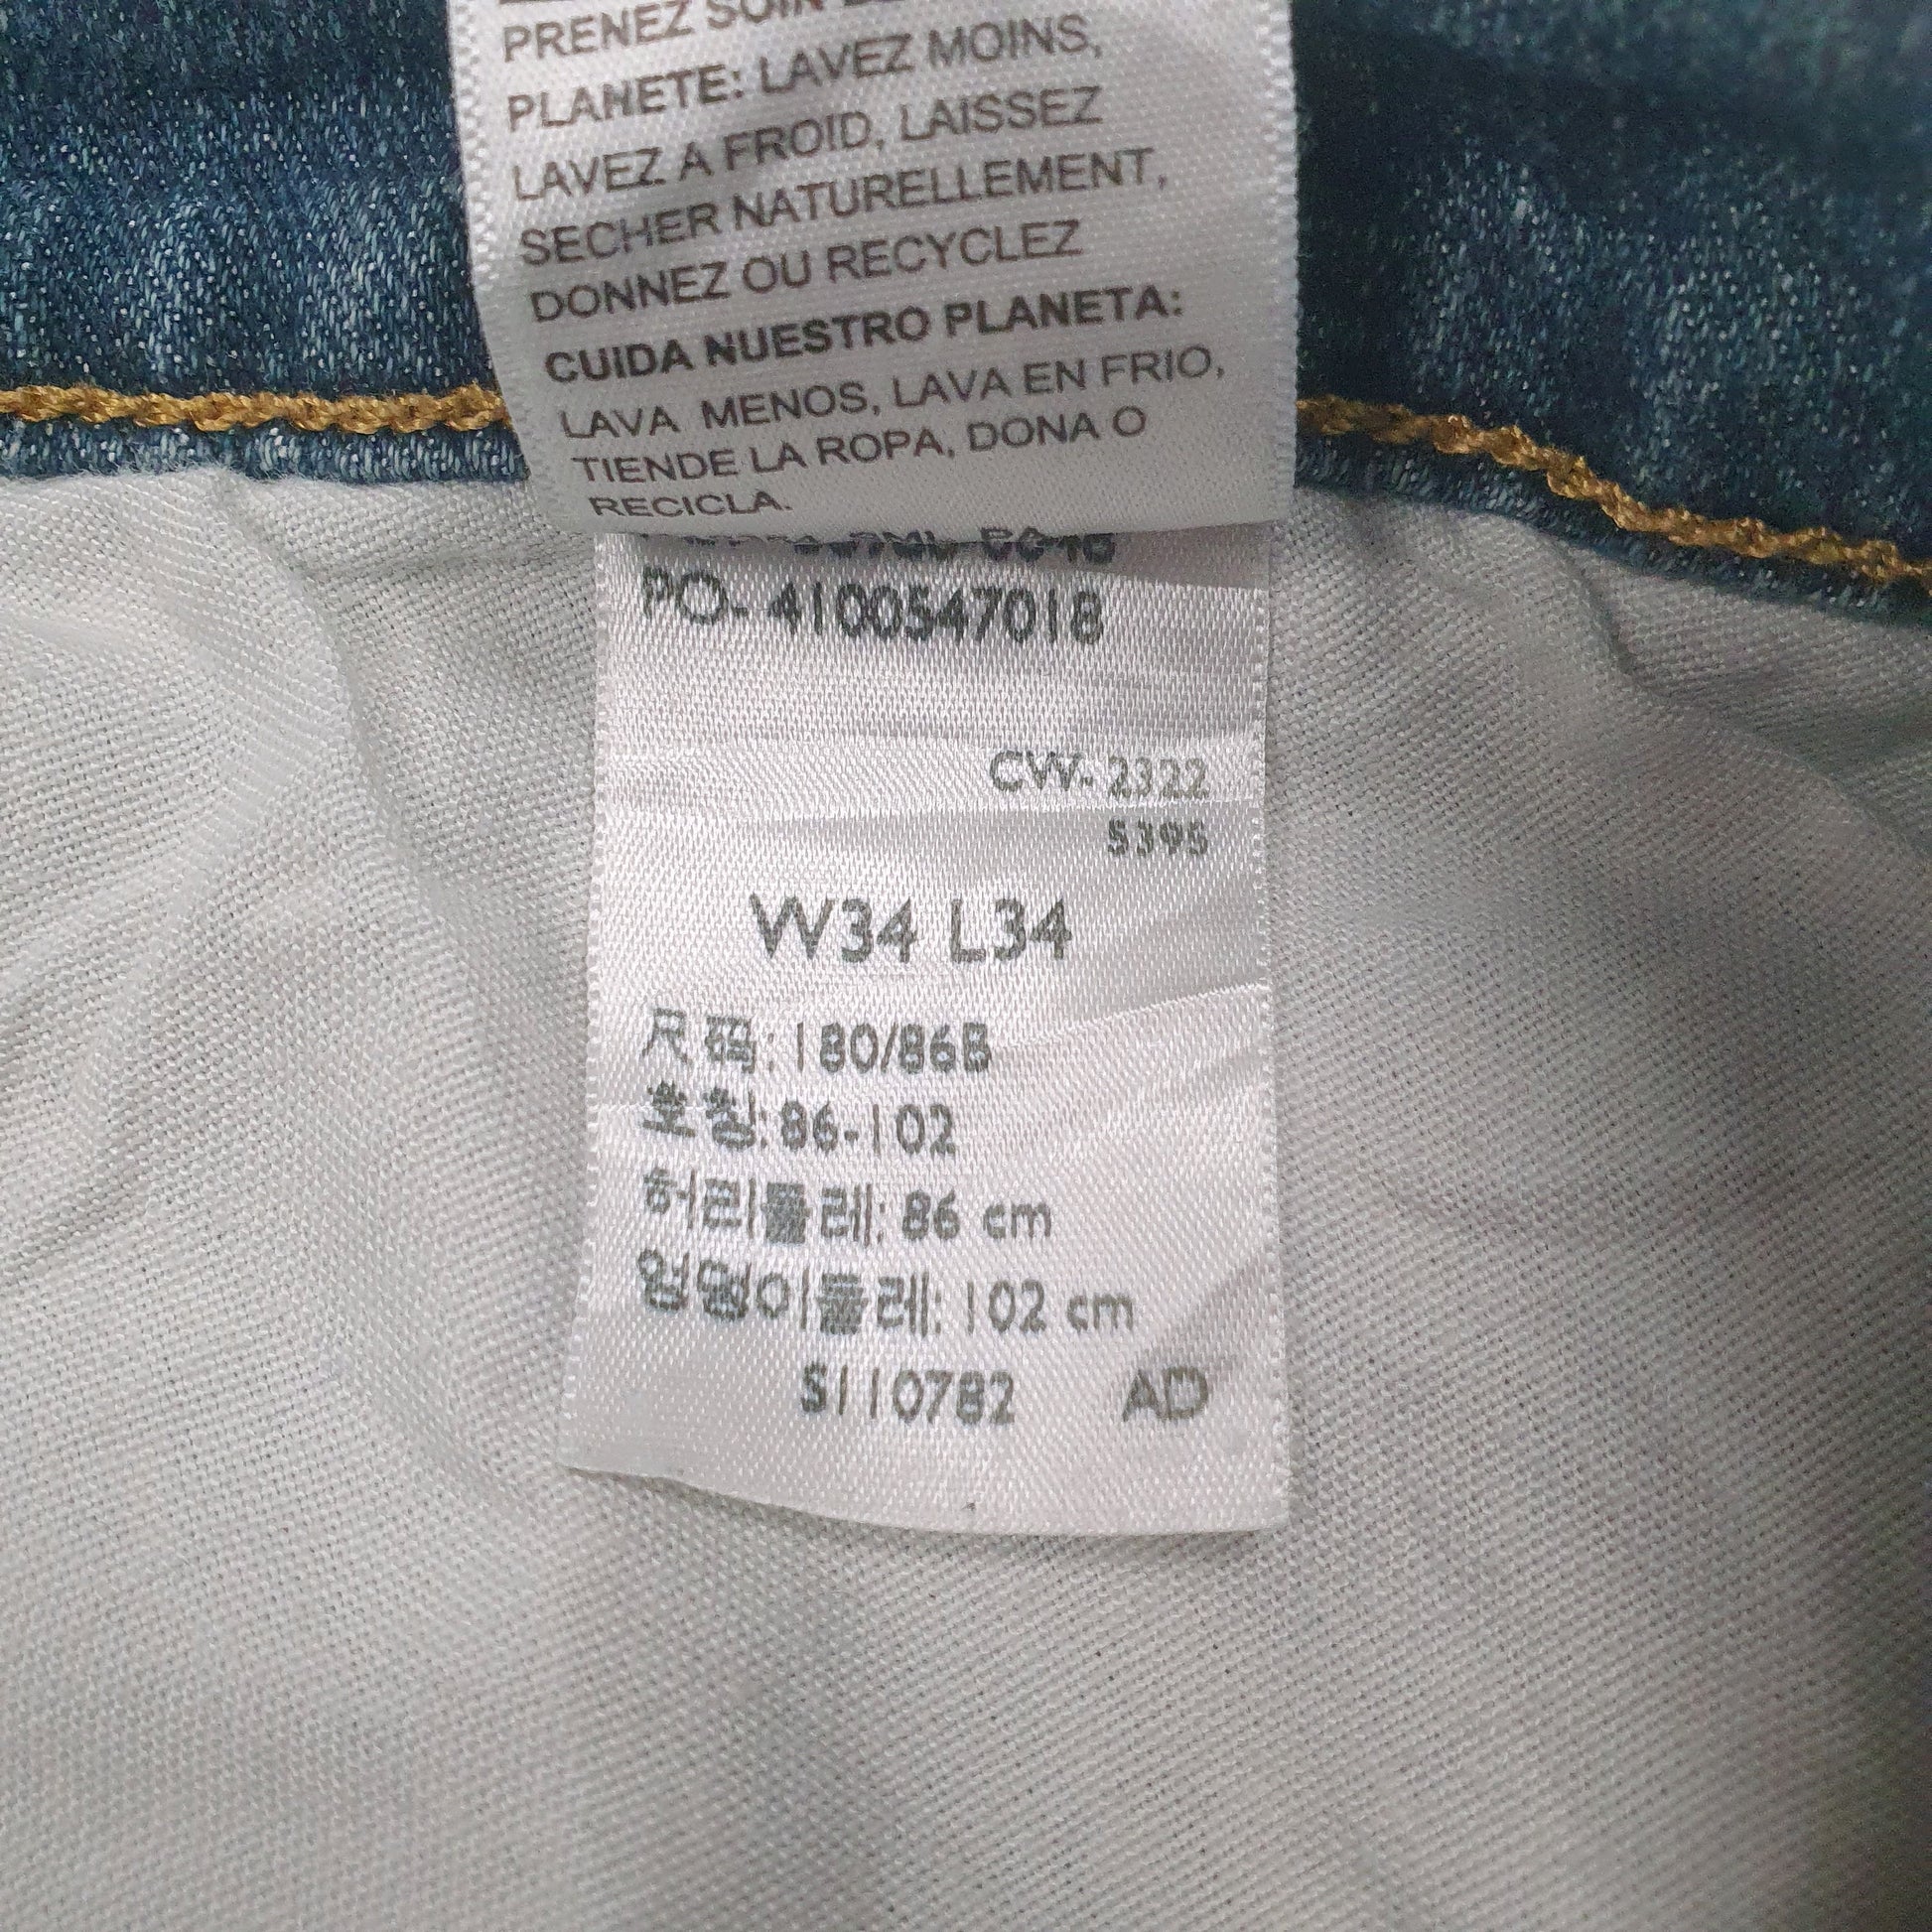 PRENEZ SOIN
PLANETE: LAVEZ MOINS,
LAVEZ A FROID, LAISSEZ
SECHER NATURELLEMENT,
DONNEZ OU RECYCLEZ
CUIDA NUESTRO PLANETA:
LAVA MENOS, LAVA EN FRIO,
TIENDE LA ROPA, DONA O
RECICLA.
PO- 4100547018
CW- 2322
5395
W34 L34
尺码: 180/86B
호칭: 86-102
허리둘레: 86 cm
엉덩이둘레: 102 cm
S110782 AD